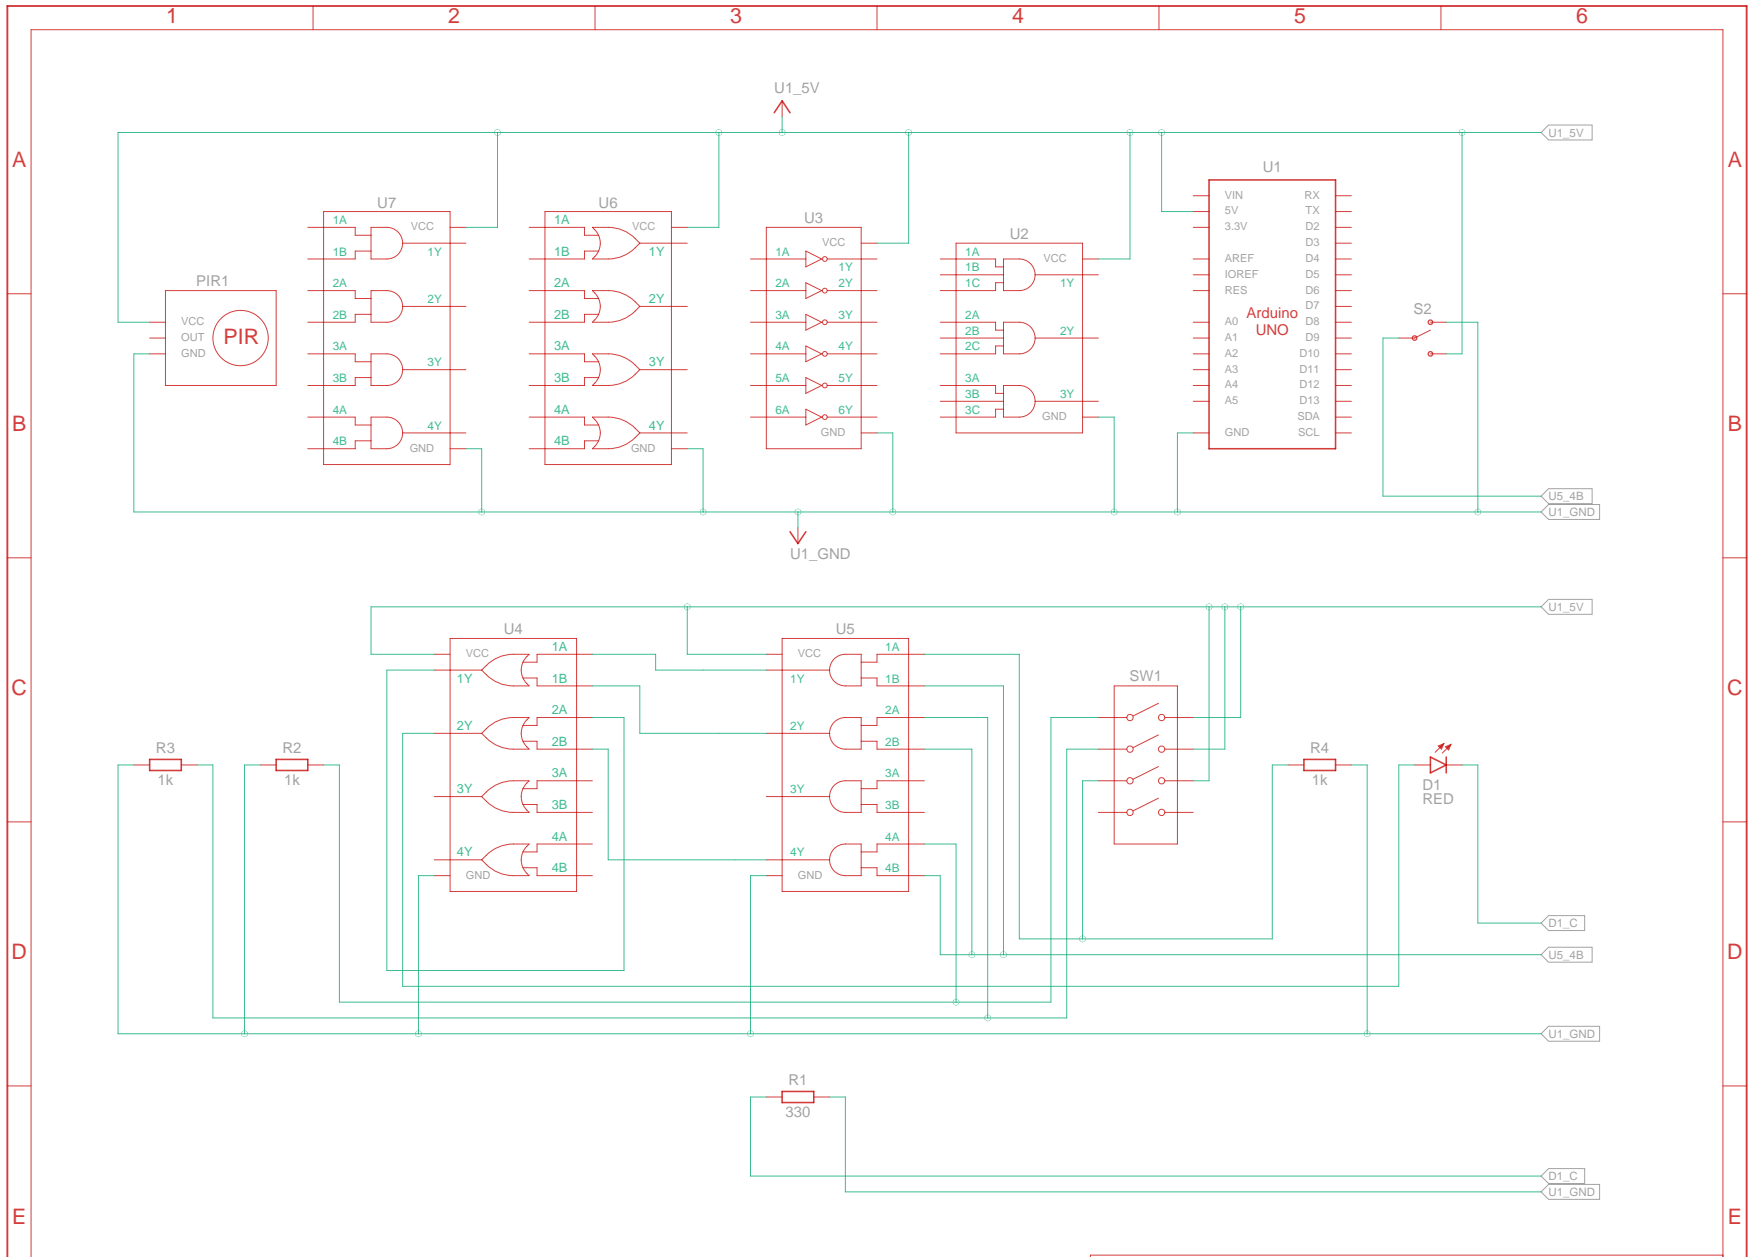 1 2 3 4 5 6
A A
B B
C C
D D
E E
U1_5V
U1_5V
PIR1
VCC
OUT
GND
PIR
U7
1A VCC
1B 1Y
2A 2Y
2B
3A 3Y
3B
4A 4Y
4B GND
U6
1A VCC
1B 1Y
2A 2Y
2B
3A 3Y
3B
4A 4Y
4B GND
U3
VCC
1A 1Y
2A 2Y
3A 3Y
4A 4Y
5A 5Y
6A 6Y
GND
U2
1A VCC
1B
1C 1Y
2A
2B 2Y
2C
3A
3B 3Y
3C GND
U1
VIN RX
5V TX
3.3V D2
D3
AREF D4
IOREF D5
RES D6
D7
Arduino
UNO
A0 D8
A1 D9
A2 D10
A3 D11
A4 D12
A5 D13
SDA
GND SCL
S2
U5_4B
U1_GND
U1_GND
U1_5V
U4
VCC 1A
1Y 1B
2A
2Y 2B
3A
3Y 3B
4A
4Y 4B
GND
U5
VCC 1A
1Y 1B
2A
2Y 2B
3A
3Y 3B
4A
4Y 4B
GND
SW1
R3
1k
R2
1k
R4
1k
D1
RED
D1_C
U5_4B
U1_GND
R1
330
D1_C
U1_GND